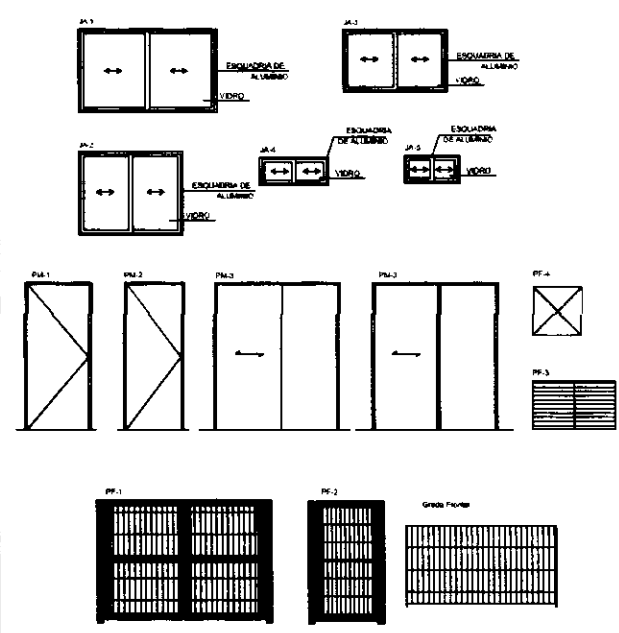 JA-1
ESQUADRIA DE
ALUMINIO
VIDRO
JA-3
ESQUADRIA DE
ALUMINIO
VIDRO
JA-2
ESQUADRIA DE
ALUMINIO
VIDRO
JA-4
ESQUADRIA
DE ALUMINIO
VIDRO
JA-5
ESQUADRIA
DE ALUMINIO
VIDRO
PM-1
PM-2
PM-3
PM-3
PF-4
PF-3
PF-1
PF-2
Grade Frontal